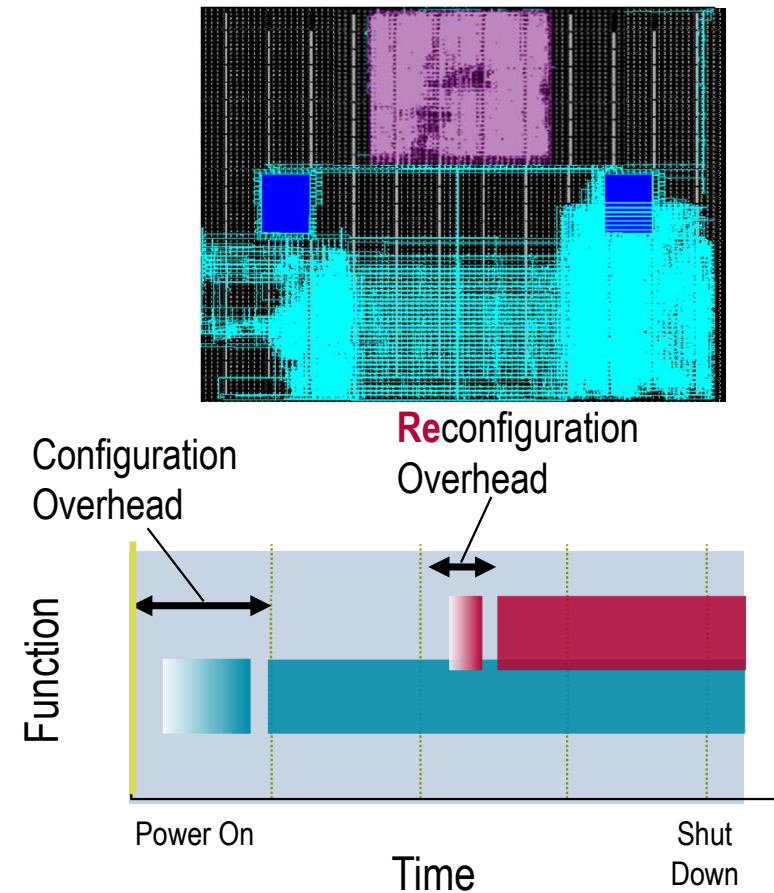 Configuration
Overhead
Reconfiguration
Overhead
Function
Power On
Shut
Down
Time